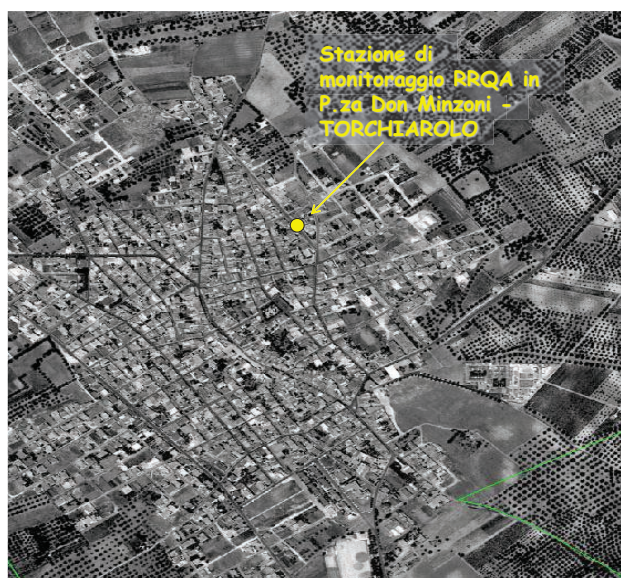 Stazione di
monitoraggio RRQA in
P.za Don Minzoni -
TORCHIAROLO